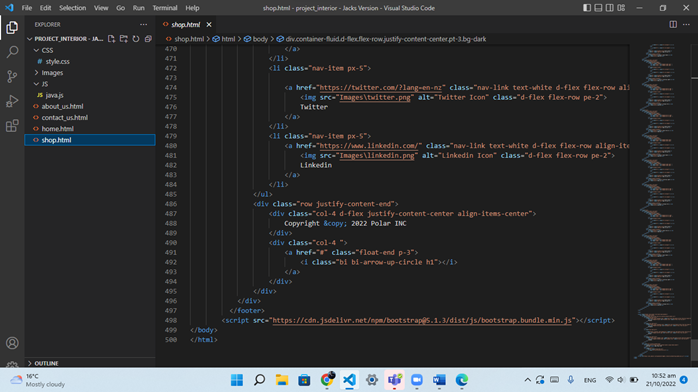 File Edit Selection View Go Run Terminal Help
shop.html - project_interior - Jacks Version - Visual Studio Code
EXPLORER
shop.html
PROJECT_INTERIOR - JA...
shop.html > html > body > div.container-fluid.d-flex.flex-row.justify-content-center.pt-3.bg-dark
CSS
style.css
Images
JS
java.js
about_us.html
contact_us.html
home.html
shop.html
470 </a>
471 </li>
472 <li class="nav-item px-5">
473
474 <a href="https://twitter.com/?lang=en-nz" class="nav-link text-white d-flex flex-row ali
475 <img src="Images\twitter.png" alt="Twitter Icon" class="d-flex flex-row pe-2">
476 Twitter
477 </a>
478 </li>
479 <li class="nav-item px-5">
480 <a href="https://www.linkedin.com/" class="nav-link text-white d-flex flex-row align-ite
481 <img src="Images\linkedin.png" alt="Linkedin Icon" class="d-flex flex-row pe-2">
482 Linkedin
483 </a>
484 </li>
485 </ul>
486 <div class="row justify-content-end">
487 <div class="col-4 d-flex justify-content-center align-items-center">
488 Copyright &copy; 2022 Polar INC
489 </div>
490 <div class="col-4 ">
491 <a href="#" class="float-end p-3">
492 <i class="bi bi-arrow-up-circle h1"></i>
493 </a>
494 </div>
495 </div>
496 </div>
497 </footer>
498 <script src="https://cdn.jsdelivr.net/npm/bootstrap@5.1.3/dist/js/bootstrap.bundle.min.js"></script>
499 </body>
500 </html>
OUTLINE
16°C
Mostly cloudy
ENG
10:52 am
21/10/2022